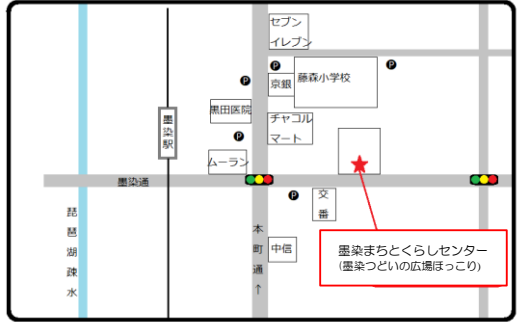 セブン
イレブン
P
P
P
京銀
藤森小学校
黒田医院
チャコル
マート
墨染駅
P
ムーラン
墨染通
P
交
番
琵琶湖疎水
本町通↑
中信
墨染まちとくらしセンター
(墨染つどいの広場ほっこり)